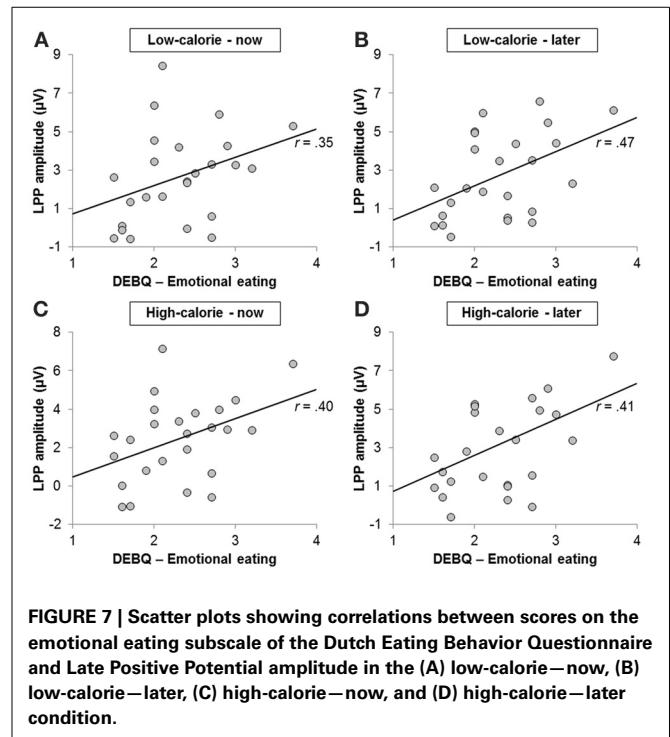 A
Low-calorie - now
9
7
5
3
1
-1
LPP amplitude (μV)
r = .35
1
2
3
4
DEBQ – Emotional eating
B
Low-calorie - later
9
7
5
3
1
-1
LPP amplitude (μV)
r = .47
1
2
3
4
DEBQ – Emotional eating
C
High-calorie - now
8
6
4
2
0
-2
LPP amplitude (μV)
r = .40
1
2
3
4
DEBQ – Emotional eating
D
High-calorie - later
9
7
5
3
1
-1
LPP amplitude (μV)
r = .41
1
2
3
4
DEBQ – Emotional eating
FIGURE 7 | Scatter plots showing correlations between scores on the
emotional eating subscale of the Dutch Eating Behavior Questionnaire
and Late Positive Potential amplitude in the (A) low-calorie—now, (B)
low-calorie—later, (C) high-calorie—now, and (D) high-calorie—later
condition.